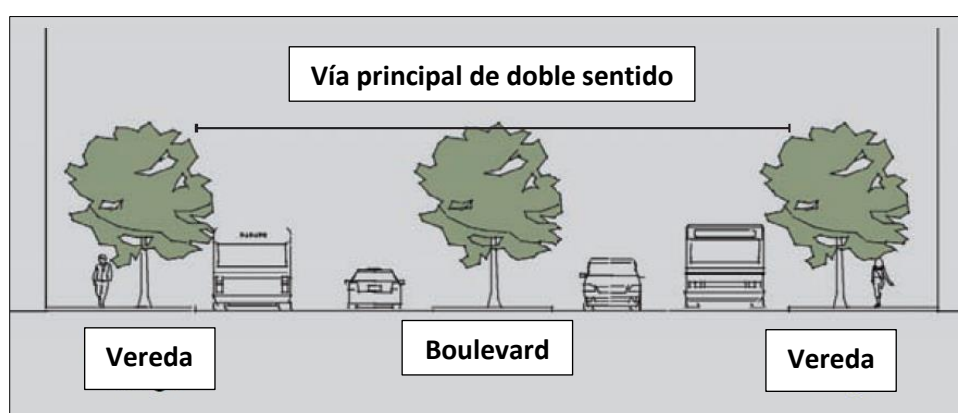 Vía principal de doble sentido
Vereda
Boulevard
Vereda